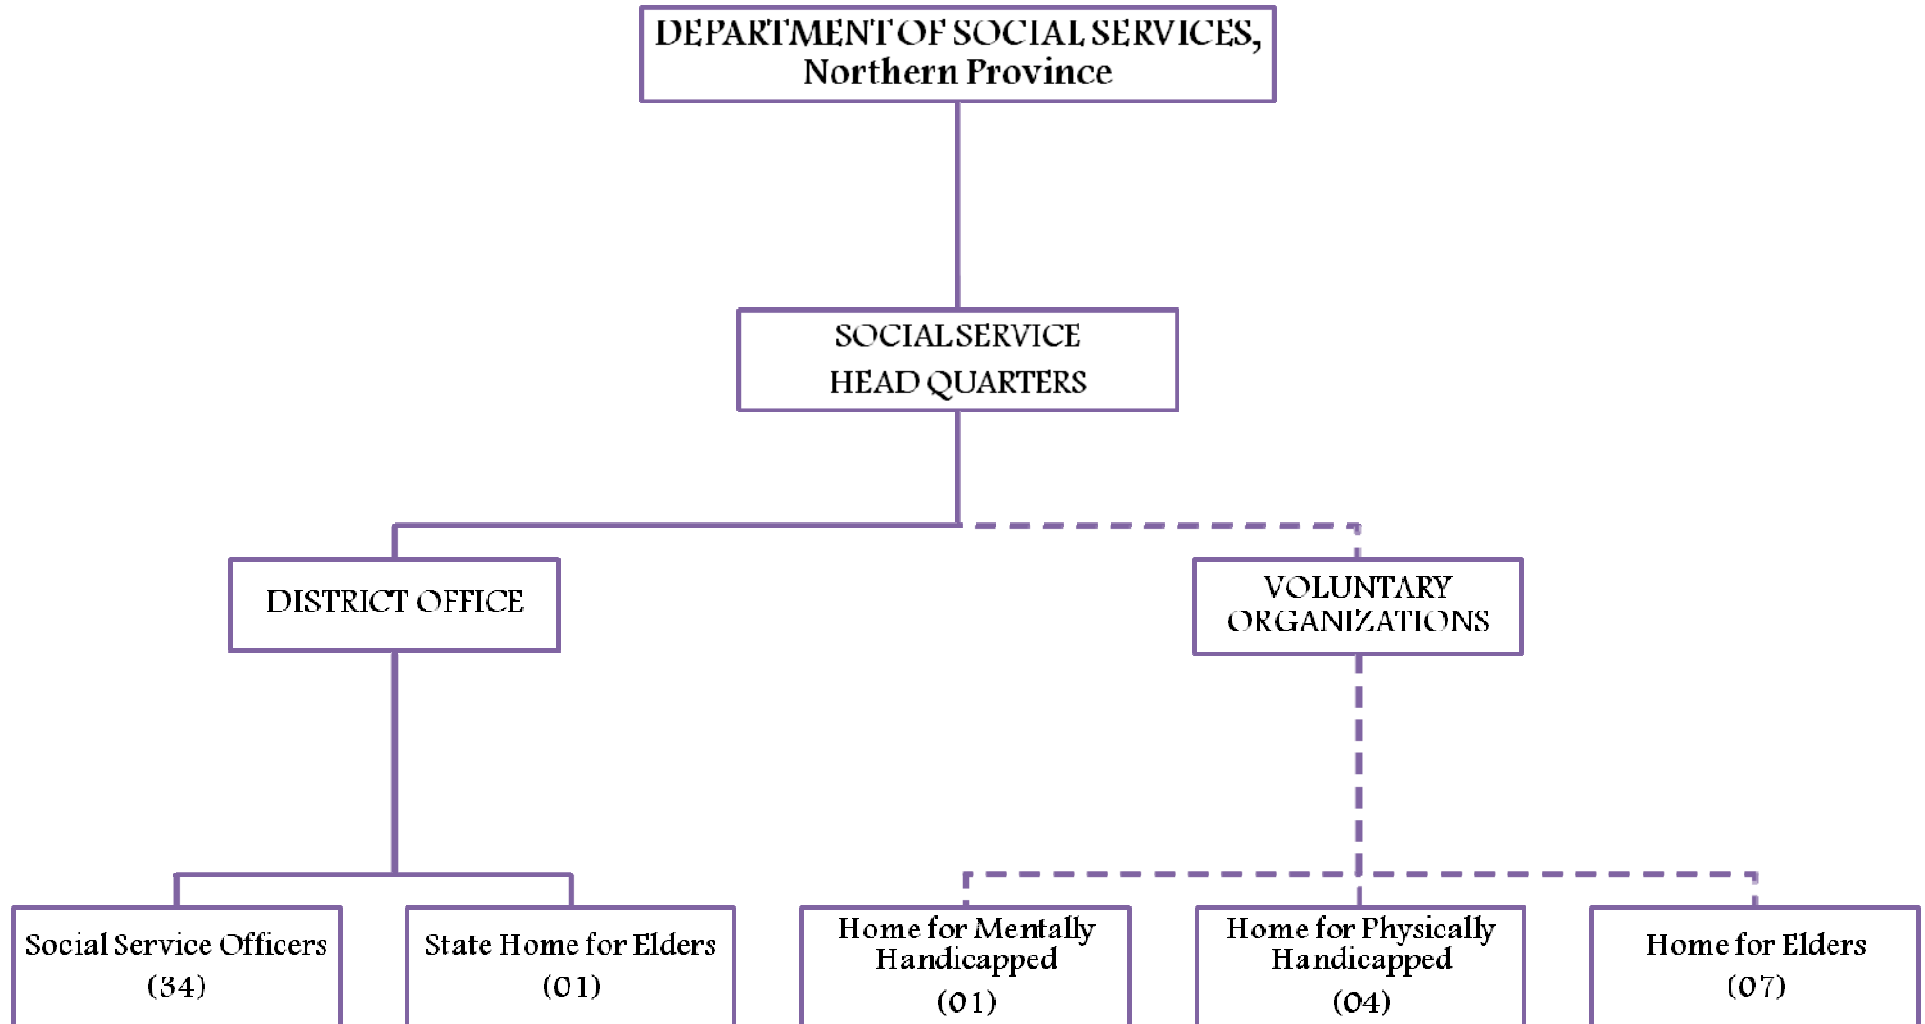 DEPARTMENT OF SOCIAL SERVICES,
Northern Province
SOCIAL SERVICE
HEAD QUARTERS
DISTRICT OFFICE
VOLUNTARY
ORGANIZATIONS
Social Service Officers
(34)
State Home for Elders
(01)
Home for Mentally
Handicapped
(01)
Home for Physically
Handicapped
(04)
Home for Elders
(07)